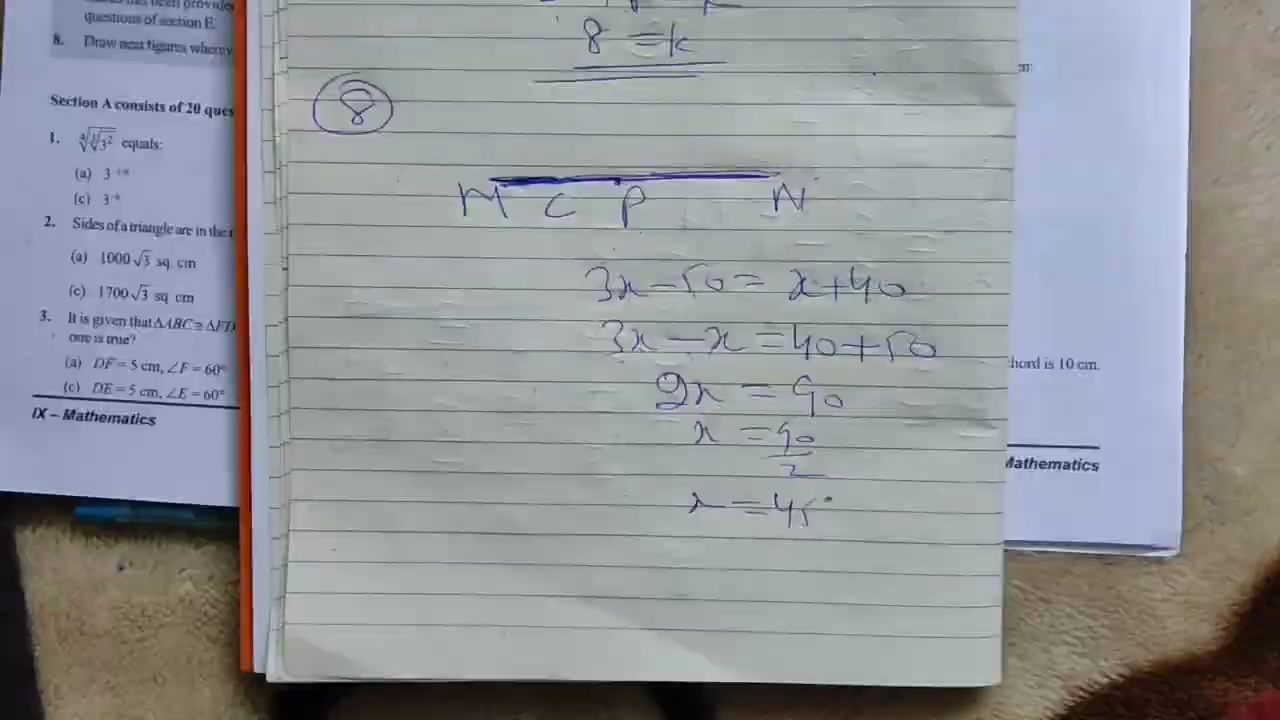 questions of section E.
8. Draw neat figures wherev
Section A consists of 20 ques
1. ∜∛3² equals:
(a) 3
(c) 3
2. Sides of a triangle are in the
(a) 1000√3 sq. cm
(c) 1700√3 sq cm
3. It is given that ΔABC ≅ ΔFD
one is true?
(a) DF = 5 cm, ∠F = 60°
(c) DE = 5 cm, ∠E = 60°
IX – Mathematics
8 = k
8
M C P N
3x - 50 = x + 40
3x - x = 40 + 50
2x = 90
x = 90/2
x = 45°
chord is 10 cm.
Mathematics